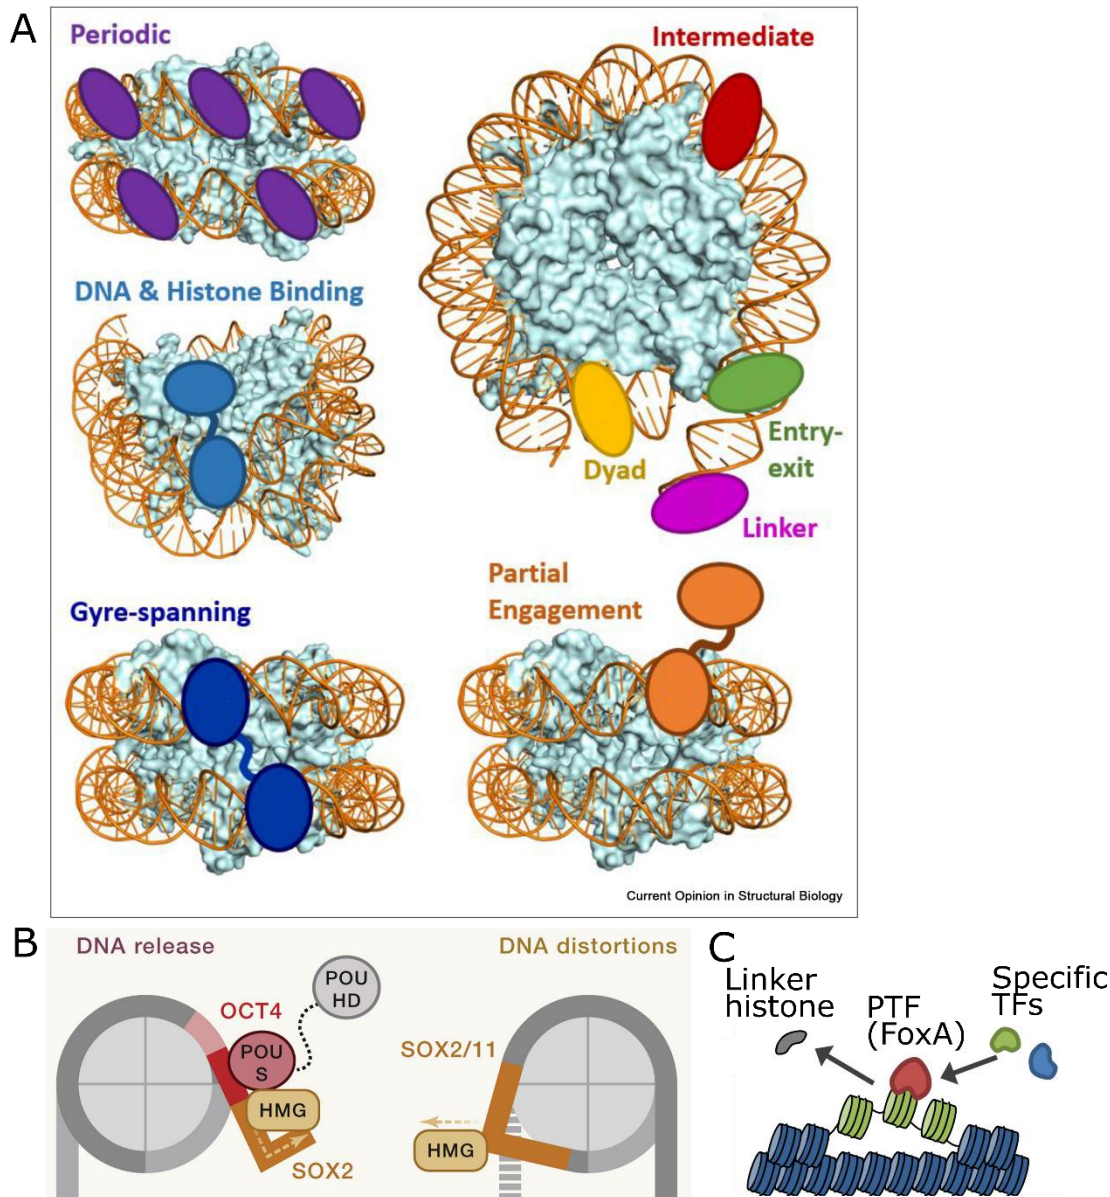 A
Periodic
Intermediate
DNA & Histone Binding
Dyad
Entry-
exit
Linker
Gyre-spanning
Partial
Engagement
Current Opinion in Structural Biology
B
DNA release
OCT4
POU
S
POU
HD
HMG
SOX2
DNA distortions
SOX2/11
HMG
C
Linker
histone
PTF
(FoxA)
Specific
TFs